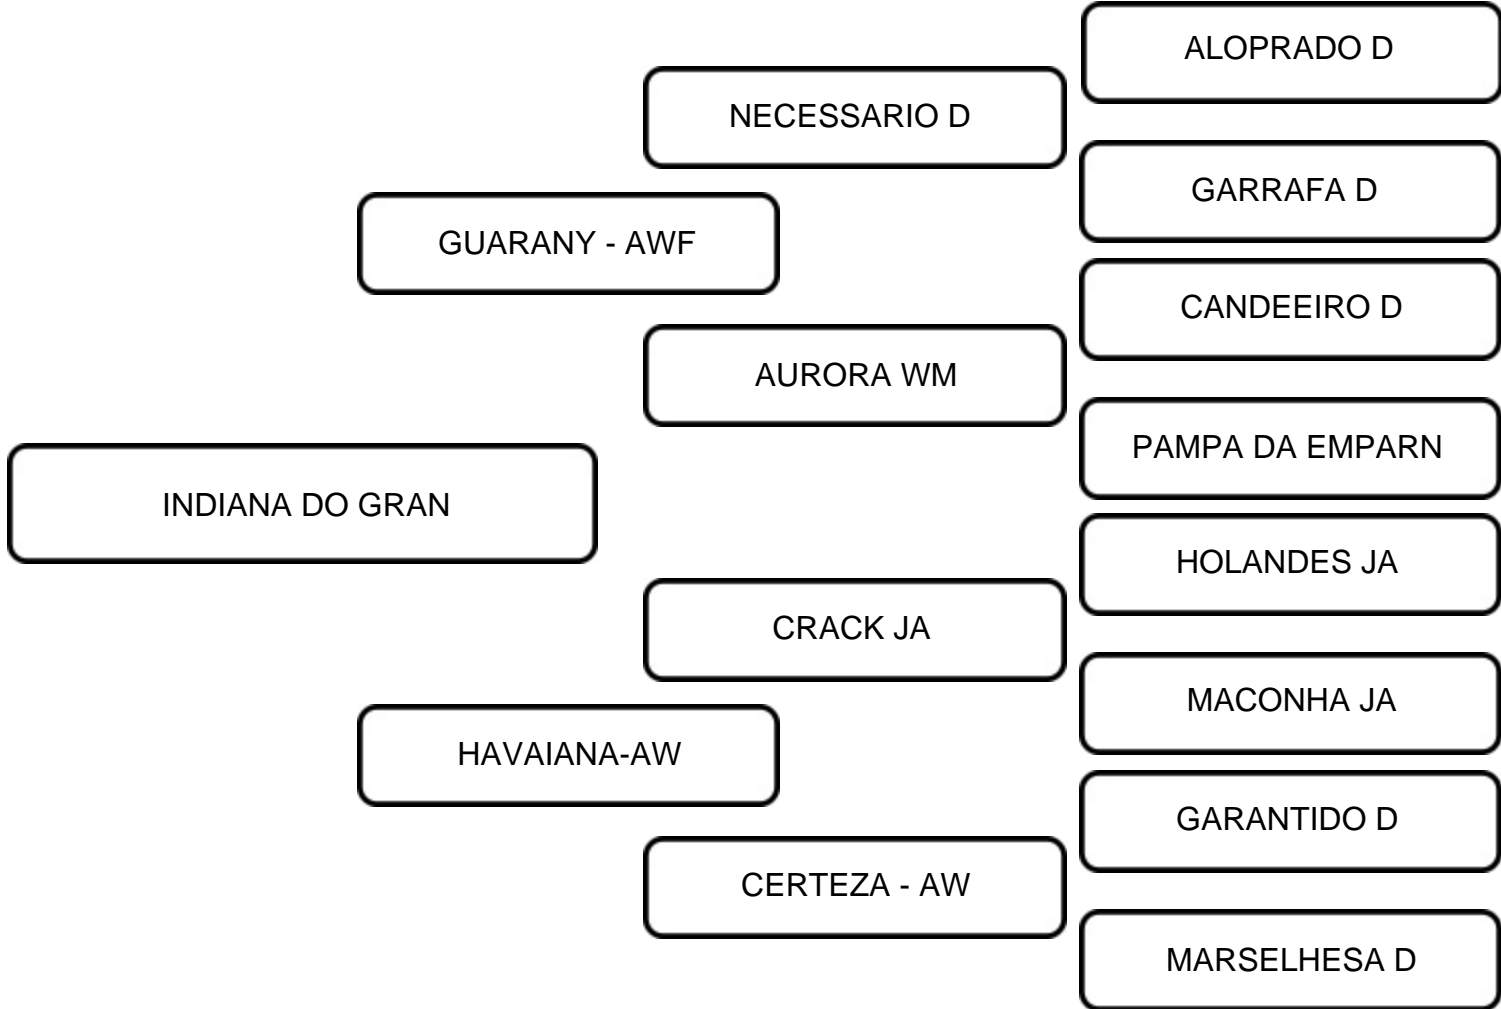 ALOPRADO D
NECESSARIO D
GARRAFA D
GUARANY - AWF
CANDEEIRO D
AURORA WM
PAMPA DA EMPARN
INDIANA DO GRAN
HOLANDES JA
CRACK JA
MACONHA JA
HAVAIANA-AW
GARANTIDO D
CERTEZA - AW
MARSELHESA D